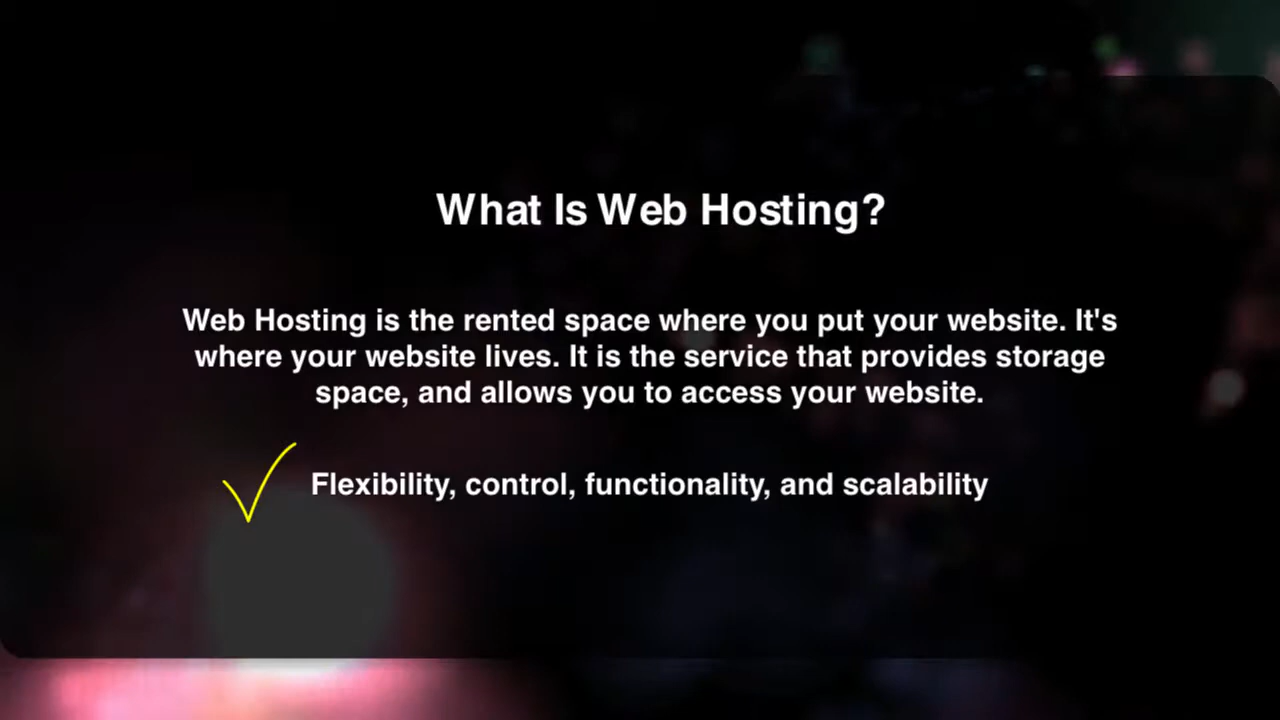 What Is Web Hosting?
Web Hosting is the rented space where you put your website. It's
where your website lives. It is the service that provides storage
space, and allows you to access your website.
Flexibility, control, functionality, and scalability